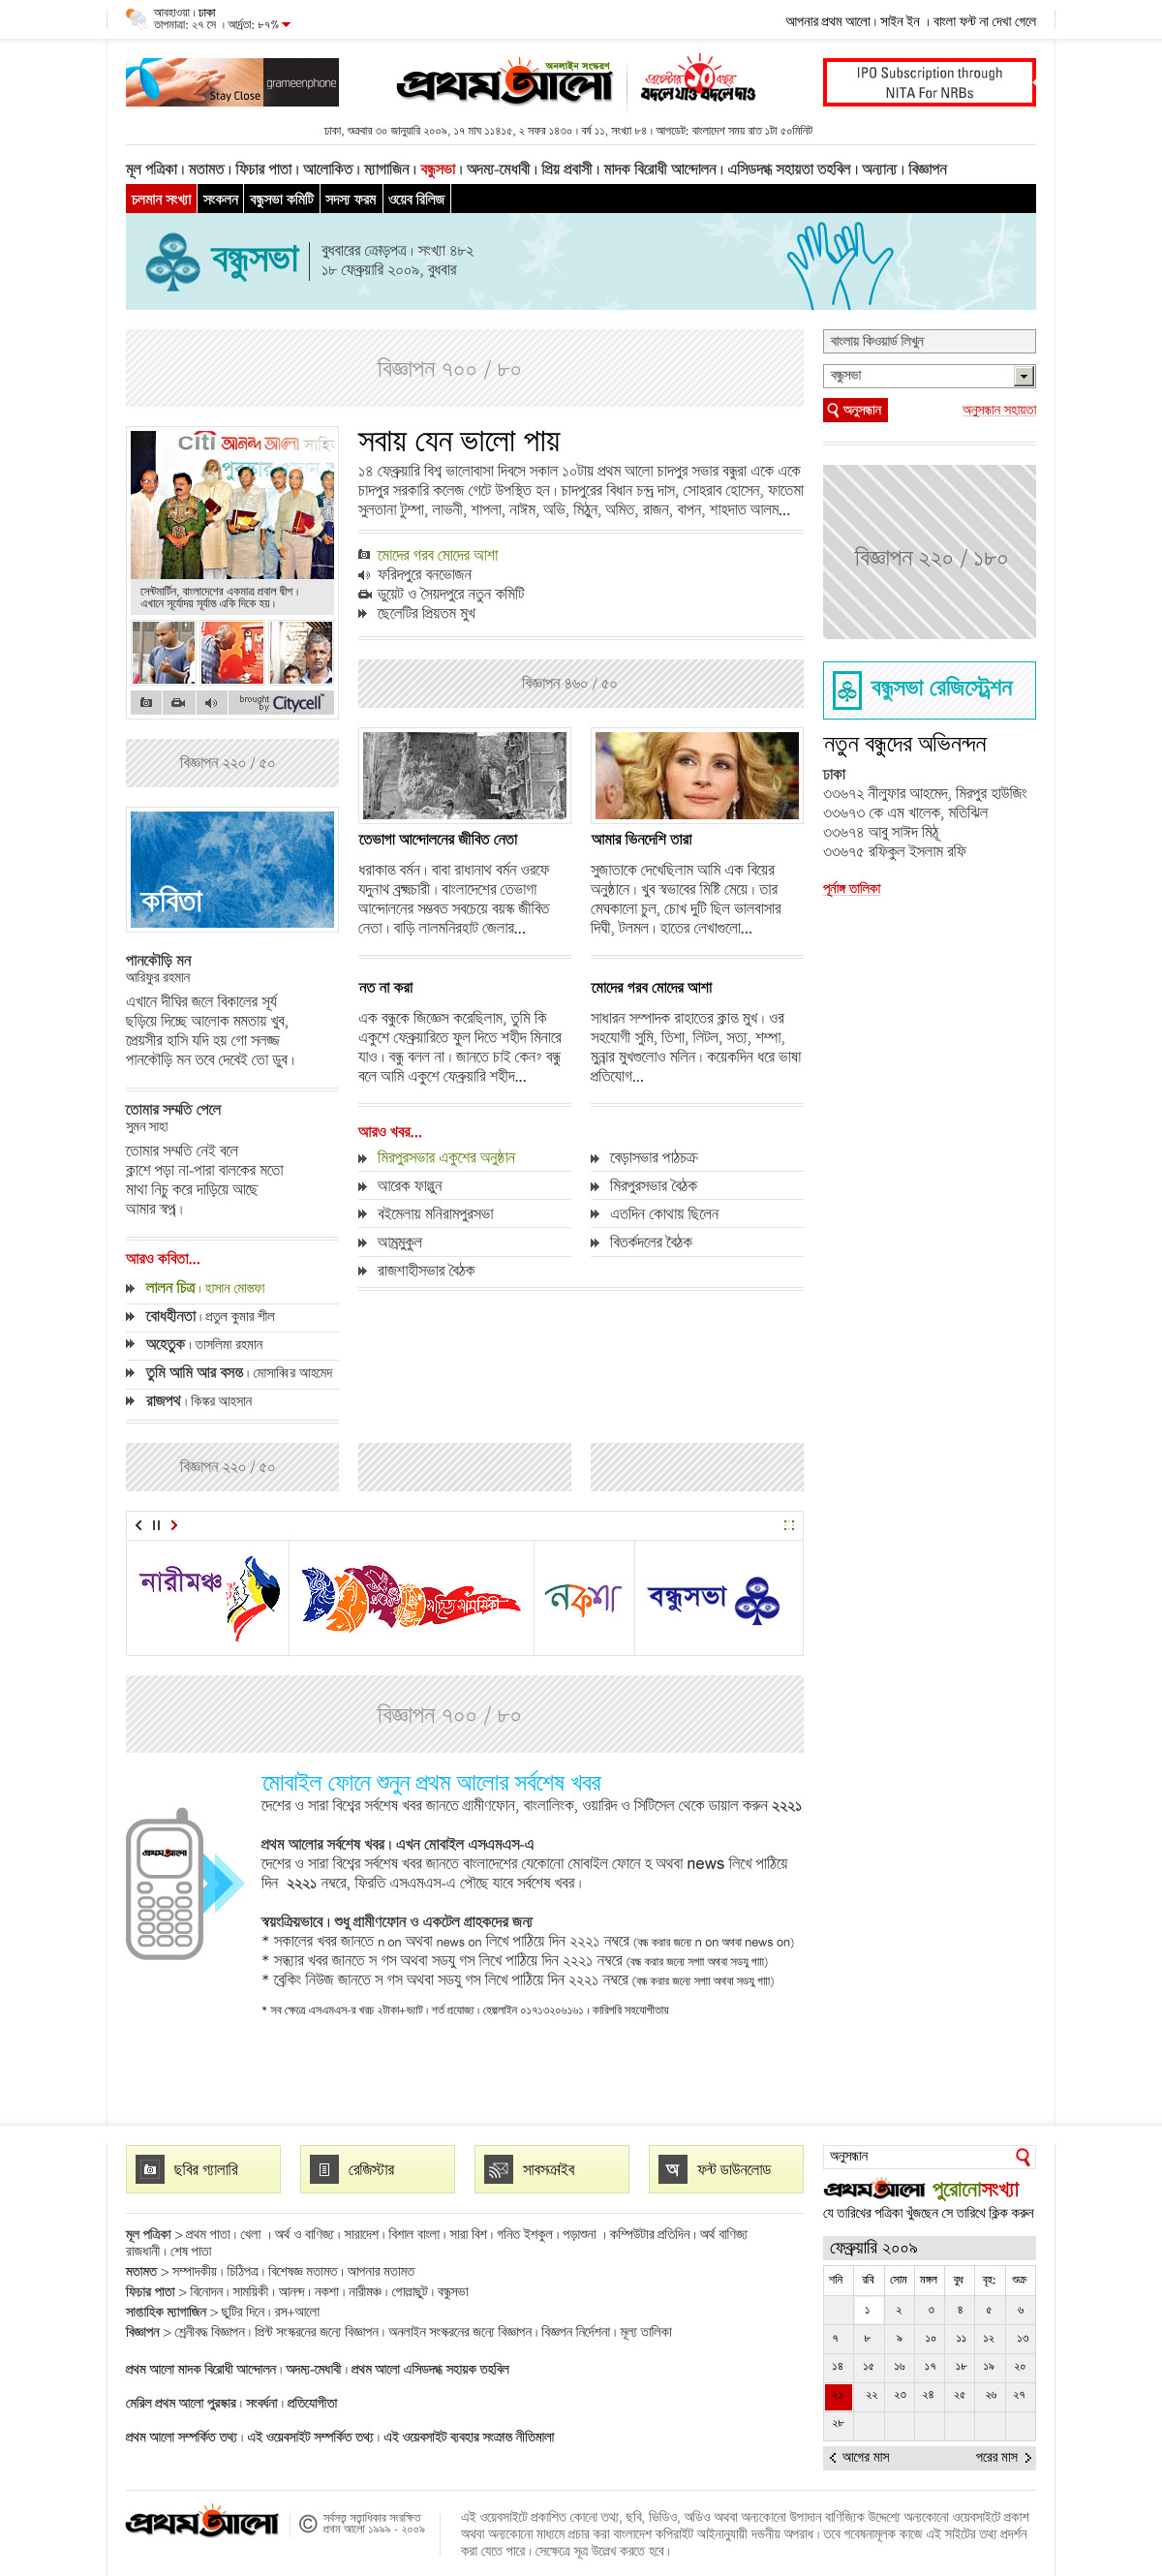 আবহাওয়া। ঢাকা
তাপমাত্রা: ২৭ সে । আর্দ্রতা: ৮৭%
আপনার প্রথম আলো। সাইন ইন । বাংলা ফন্ট না দেখা গেলে
Stay Close
grameenphone
অনলাইন সংস্করণ
প্রথম আলো
বদলে যাও বদলে দাও
IPO Subscription through
NITA For NRBs
ঢাকা, শুক্রবার ৩০ জানুয়ারি ২০০৯, ১৭ মাঘ ১১৪১৫, ২ সফর ১৪৩০। বর্ষ ১১, সংখ্যা ৮৪। আপডেট: বাংলাদেশ সময় রাত ১টা ৫০মিনিট
মূল পত্রিকা। মতামত। ফিচার পাতা। আলোকিত। ম্যাগাজিন। বন্ধুসভা। অদম্য-মেধাবী। প্রিয় প্রবাসী। মাদক বিরোধী আন্দোলন। এসিডদগ্ধ সহায়তা তহবিল। অন্যান্য। বিজ্ঞাপন
চলমান সংখ্যা সংকলন বন্ধুসভা কমিটি সদস্য ফরম ওয়েব রিলিজ
বন্ধুসভা
বুধবারের ক্রোড়পত্র। সংখ্যা ৪৮২
১৮ ফেব্রুয়ারি ২০০৯, বুধবার
বিজ্ঞাপন ৭০০ / ৮০
বাংলায় কিওয়ার্ড লিখুন
বন্ধুসভা
অনুসন্ধান
অনুসন্ধান সহায়তা
citi আনন্দ আলো
সেন্টমার্টিন, বাংলাদেশের একমাত্র প্রবাল দ্বীপ।
এখানে সূর্যোদয় সূর্যাস্ত একি দিকে হয়।
brought by Citycell
সবায় যেন ভালো পায়
১৪ ফেব্রুয়ারি বিশ্ব ভালোবাসা দিবসে সকাল ১০টায় প্রথম আলো চাদপুর সভার বন্ধুরা একে একে
চাদপুর সরকারি কলেজ গেটে উপস্থিত হন। চাদপুরের বিধান চন্দ্র দাস, সোহরাব হোসেন, ফাতেমা
সুলতানা টুম্পা, লাভনী, শাপলা, নাঈম, অভি, মিঠুন, অমিত, রাজন, বাপন, শাহদাত আলম...
মোদের গরব মোদের আশা
ফরিদপুরে বনভোজন
ডুয়েট ও সৈয়দপুরে নতুন কমিটি
ছেলেটির প্রিয়তম মুখ
বিজ্ঞাপন ২২০ / ১৮০
বিজ্ঞাপন ৪৬০ / ৫০
বন্ধুসভা রেজিস্ট্রেশন
নতুন বন্ধুদের অভিনন্দন
ঢাকা
৩৩৬৭২ নীলুফার আহমেদ, মিরপুর হাউজিং
৩৩৬৭৩ কে এম খালেক, মতিঝিল
৩৩৬৭৪ আবু সাঈদ মিঠূ
৩৩৬৭৫ রফিকুল ইসলাম রফি
পূর্নাঙ্গ তালিকা
বিজ্ঞাপন ২২০ / ৫০
কবিতা
পানকৌড়ি মন
আরিফুর রহমান
এখানে দীঘির জলে বিকালের সূর্য
ছড়িয়ে দিচ্ছে আলোক মমতায় খুব,
প্রেয়সীর হাসি যদি হয় গো সলজ্জ
পানকৌড়ি মন তবে দেবেই তো ডুব।
তোমার সম্মতি পেলে
সুমন সাহা
তোমার সম্মতি নেই বলে
ক্লাশে পড়া না-পারা বালকের মতো
মাথা নিচু করে দাড়িয়ে আছে
আমার স্বপ্ন।
আরও কবিতা...
লালন চিত্র। হাসান মোস্তফা
বোধহীনতা। প্রতুল কুমার শীল
অহেতুক। তাসলিমা রহমান
তুমি আমি আর বসন্ত। মোসাব্বির আহমেদ
রাজপথ। কিঙ্কর আহসান
তেভাগা আন্দোলনের জীবিত নেতা
ধরাকান্ত বর্মন। বাবা রাধানাথ বর্মন ওরফে
যদুনাথ ব্রহ্মচারী। বাংলাদেশের তেভাগা
আন্দোলনের সম্ভবত সবচেয়ে বয়স্ক জীবিত
নেতা। বাড়ি লালমনিরহাট জেলার...
আমার ভিনদেশি তারা
সুজাতাকে দেখেছিলাম আমি এক বিয়ের
অনুষ্ঠানে। খুব স্বভাবের মিষ্টি মেয়ে। তার
মেঘকালো চুল, চোখ দুটি ছিল ভালবাসার
দিঘী, টলমল। হাতের লেখাগুলো...
নত না করা
এক বন্ধুকে জিজ্ঞেস করেছিলাম, তুমি কি
একুশে ফেব্রুয়ারিতে ফুল দিতে শহীদ মিনারে
যাও। বন্ধু বলল না। জানতে চাই কেন? বন্ধু
বলে আমি একুশে ফেব্রুয়ারি শহীদ...
মোদের গরব মোদের আশা
সাধারন সম্পাদক রাহাতের ক্লান্ত মুখ। ওর
সহযোগী সুমি, তিশা, লিটল, সত্য, শম্পা,
মুন্নার মুখগুলোও মলিন। কয়েকদিন ধরে ভাষা
প্রতিযোগ...
আরও খবর...
মিরপুরসভার একুশের অনুষ্ঠান
আরেক ফাল্গুন
বইমেলায় মনিরামপুরসভা
আম্রমুকুল
রাজশাহীসভার বৈঠক
বেড়াসভার পাঠচক্র
মিরপুরসভার বৈঠক
এতদিন কোথায় ছিলেন
বিতর্কদলের বৈঠক
বিজ্ঞাপন ২২০ / ৫০
নারীমঞ্চ
নকশা
বন্ধুসভা
বিজ্ঞাপন ৭০০ / ৮০
মোবাইল ফোনে শুনুন প্রথম আলোর সর্বশেষ খবর
দেশের ও সারা বিশ্বের সর্বশেষ খবর জানতে গ্রামীণফোন, বাংলালিংক, ওয়ারিদ ও সিটিসেল থেকে ডায়াল করুন ২২২১
প্রথম আলো
প্রথম আলোর সর্বশেষ খবর। এখন মোবাইল এসএমএস-এ
দেশের ও সারা বিশ্বের সর্বশেষ খবর জানতে বাংলাদেশের যেকোনো মোবাইল ফোনে হ অথবা news লিখে পাঠিয়ে
দিন ২২২১ নম্বরে, ফিরতি এসএমএস-এ পৌছে যাবে সর্বশেষ খবর।
স্বয়ংক্রিয়ভাবে। শুধু গ্রামীণফোন ও একটেল গ্রাহকদের জন্য
* সকালের খবর জানতে n on অথবা news on লিখে পাঠিয়ে দিন ২২২১ নম্বরে (বন্ধ করার জন্যে n on অথবা news on)
* সন্ধ্যার খবর জানতে স গস অথবা সডযু গস লিখে পাঠিয়ে দিন ২২২১ নম্বরে (বন্ধ করার জন্যে সগাা অথবা সডযু গাাা)
* ব্রেকিং নিউজ জানতে স গস অথবা সডযু গস লিখে পাঠিয়ে দিন ২২২১ নম্বরে (বন্ধ করার জন্যে সগাা অথবা সডযু গাাা)
* সব ক্ষেত্রে এসএমএস-র খরচ ২টাকা+ভ্যাট। শর্ত প্রযোজ্য। হেল্পলাইন ০১৭১৩২০৬১৬১। কারিগরি সহযোগীতায়
ছবির গ্যালারি
রেজিস্টার
সাবসক্রাইব
অ ফন্ট ডাউনলোড
অনুসন্ধান
প্রথম আলো পুরোনোসংখ্যা
যে তারিখের পত্রিকা খুঁজছেন সে তারিখে ক্লিক করুন
ফেব্রুয়ারি ২০০৯
শনি রবি সোম মঙ্গল বুধ বৃহ: শুক্র
১ ২ ৩ ৪ ৫ ৬
৭ ৮ ৯ ১০ ১১ ১২ ১৩
১৪ ১৫ ১৬ ১৭ ১৮ ১৯ ২০
২১ ২২ ২৩ ২৪ ২৫ ২৬ ২৭
২৮
আগের মাস পরের মাস
মূল পত্রিকা > প্রথম পাতা। খেলা । অর্থ ও বাণিজ্য। সারাদেশ। বিশাল বাংলা। সারা বিশ। গনিত ইশকুল। পড়াশুনা । কম্পিউটার প্রতিদিন। অর্থ বাণিজ্য
রাজধানী। শেষ পাতা
মতামত > সম্পাদকীয়। চিঠিপত্র। বিশেষজ্ঞ মতামত। আপনার মতামত
ফিচার পাতা > বিনোদন। সাময়িকী। আনন্দ। নকশা। নারীমঞ্চ। গোল্লাছুট। বন্ধুসভা
সাপ্তাহিক ম্যাগাজিন > ছুটির দিনে। রস+আলো
বিজ্ঞাপন > শ্রেনীবদ্ধ বিজ্ঞাপন। প্রিন্ট সংস্করনের জন্যে বিজ্ঞাপন। অনলাইন সংস্করনের জন্যে বিজ্ঞাপন। বিজ্ঞপন নির্দেশনা। মূল্য তালিকা
প্রথম আলো মাদক বিরোধী আন্দোলন। অদম্য-মেধাবী। প্রথম আলো এসিডদগ্ধ সহায়ক তহবিল
মেরিল প্রথম আলো পুরস্কার। সংবর্ধনা। প্রতিযোগীতা
প্রথম আলো সম্পর্কিত তথ্য। এই ওয়েবসাইট সম্পর্কিত তথ্য। এই ওয়েবসাইট ব্যবহার সংক্রান্ত নীতিমালা
প্রথম আলো
© সর্বসত্ত্ব সত্ত্বাধিকার সংরক্ষিত
প্রথম আলো ১৯৯৯ - ২০০৯
এই ওয়েবসাইটে প্রকাশিত কোনো তথ্য, ছবি, ভিডিও, অডিও অথবা অন্যকোনো উপাদান বাণিজ্যিক উদ্দেশ্যে অন্যকোনো ওয়েবসাইটে প্রকাশ
অথবা অন্যকোনো মাধ্যমে প্রচার করা বাংলাদেশ কপিরাইট আইনানুযায়ী দন্ডনীয় অপরাধ। তবে গবেষনামূলক কাজে এই সাইটের তথ্য প্রদর্শন
করা যেতে পারে। সেক্ষেত্রে সূত্র উল্লেখ করতে হবে।